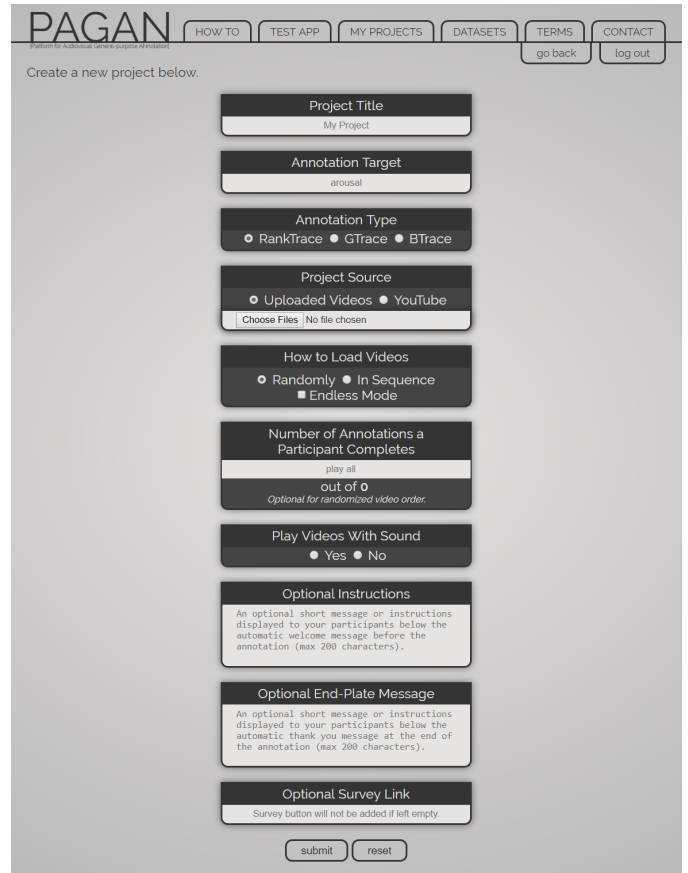 PAGAN
(Platform for Audiovisual General-purpose ANnotation)
HOW TO
TEST APP
MY PROJECTS
DATASETS
TERMS
CONTACT
go back
log out
Create a new project below.
Project Title
My Project
Annotation Target
arousal
Annotation Type
RankTrace GTrace BTrace
Project Source
Uploaded Videos YouTube
Choose Files No file chosen
How to Load Videos
Randomly In Sequence
Endless Mode
Number of Annotations a
Participant Completes
play all
out of 0
Optional for randomized video order.
Play Videos With Sound
Yes No
Optional Instructions
An optional short message or instructions
displayed to your participants below the
automatic welcome message before the
annotation (max 200 characters).
Optional End-Plate Message
An optional short message or instructions
displayed to your participants below the
automatic thank you message at the end of
the annotation (max 200 characters).
Optional Survey Link
Survey button will not be added if left empty.
submit reset